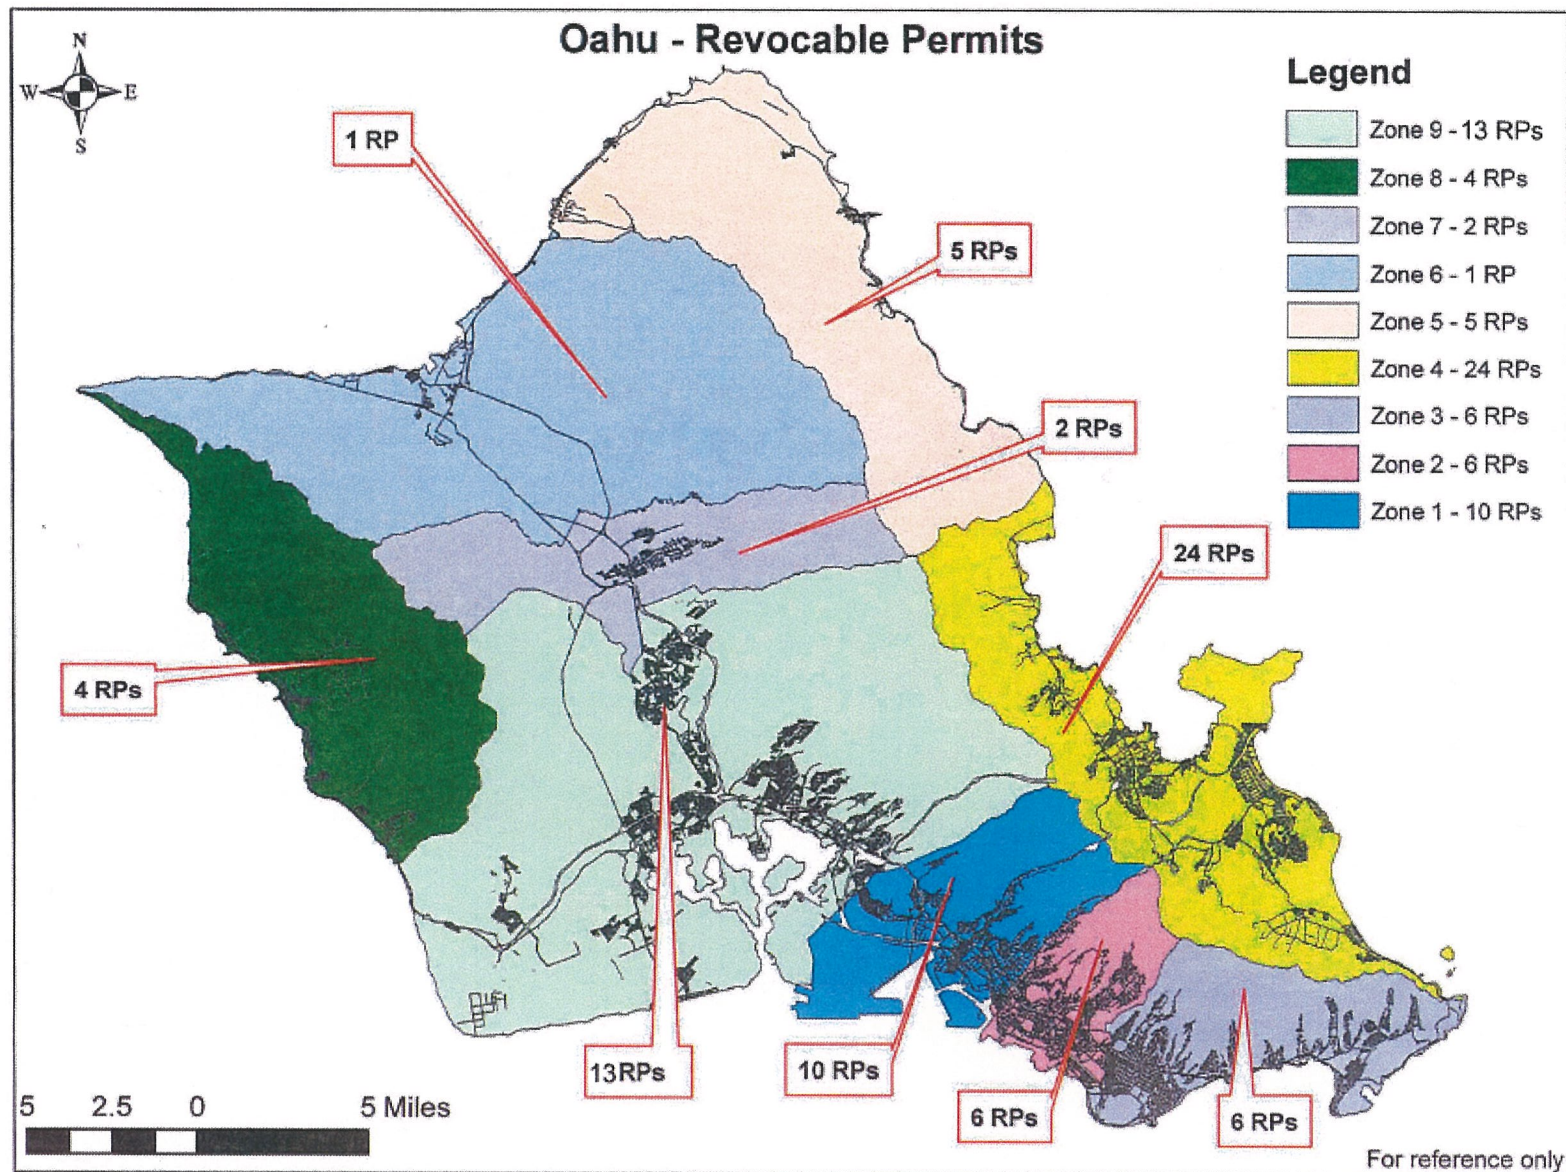 Oahu - Revocable Permits
N
W E
S
Legend
Zone 9 - 13 RPs
Zone 8 - 4 RPs
Zone 7 - 2 RPs
Zone 6 - 1 RP
Zone 5 - 5 RPs
Zone 4 - 24 RPs
Zone 3 - 6 RPs
Zone 2 - 6 RPs
Zone 1 - 10 RPs
1 RP
5 RPs
2 RPs
24 RPs
4 RPs
13RPs
10 RPs
6 RPs
6 RPs
5 2.5 0 5 Miles
For reference only